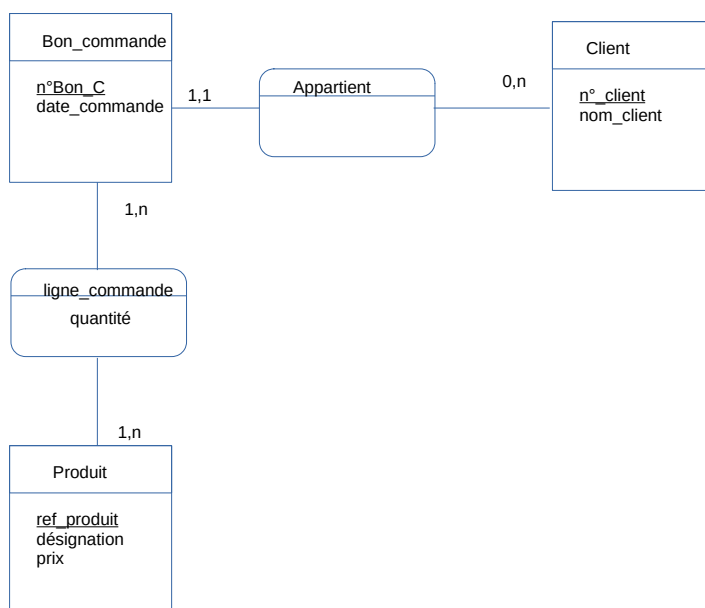 Bon_commande
n°Bon_C
date_commande
1,1
Appartient
0,n
Client
n°_client
nom_client
1,n
ligne_commande
quantité
1,n
Produit
ref_produit
désignation
prix